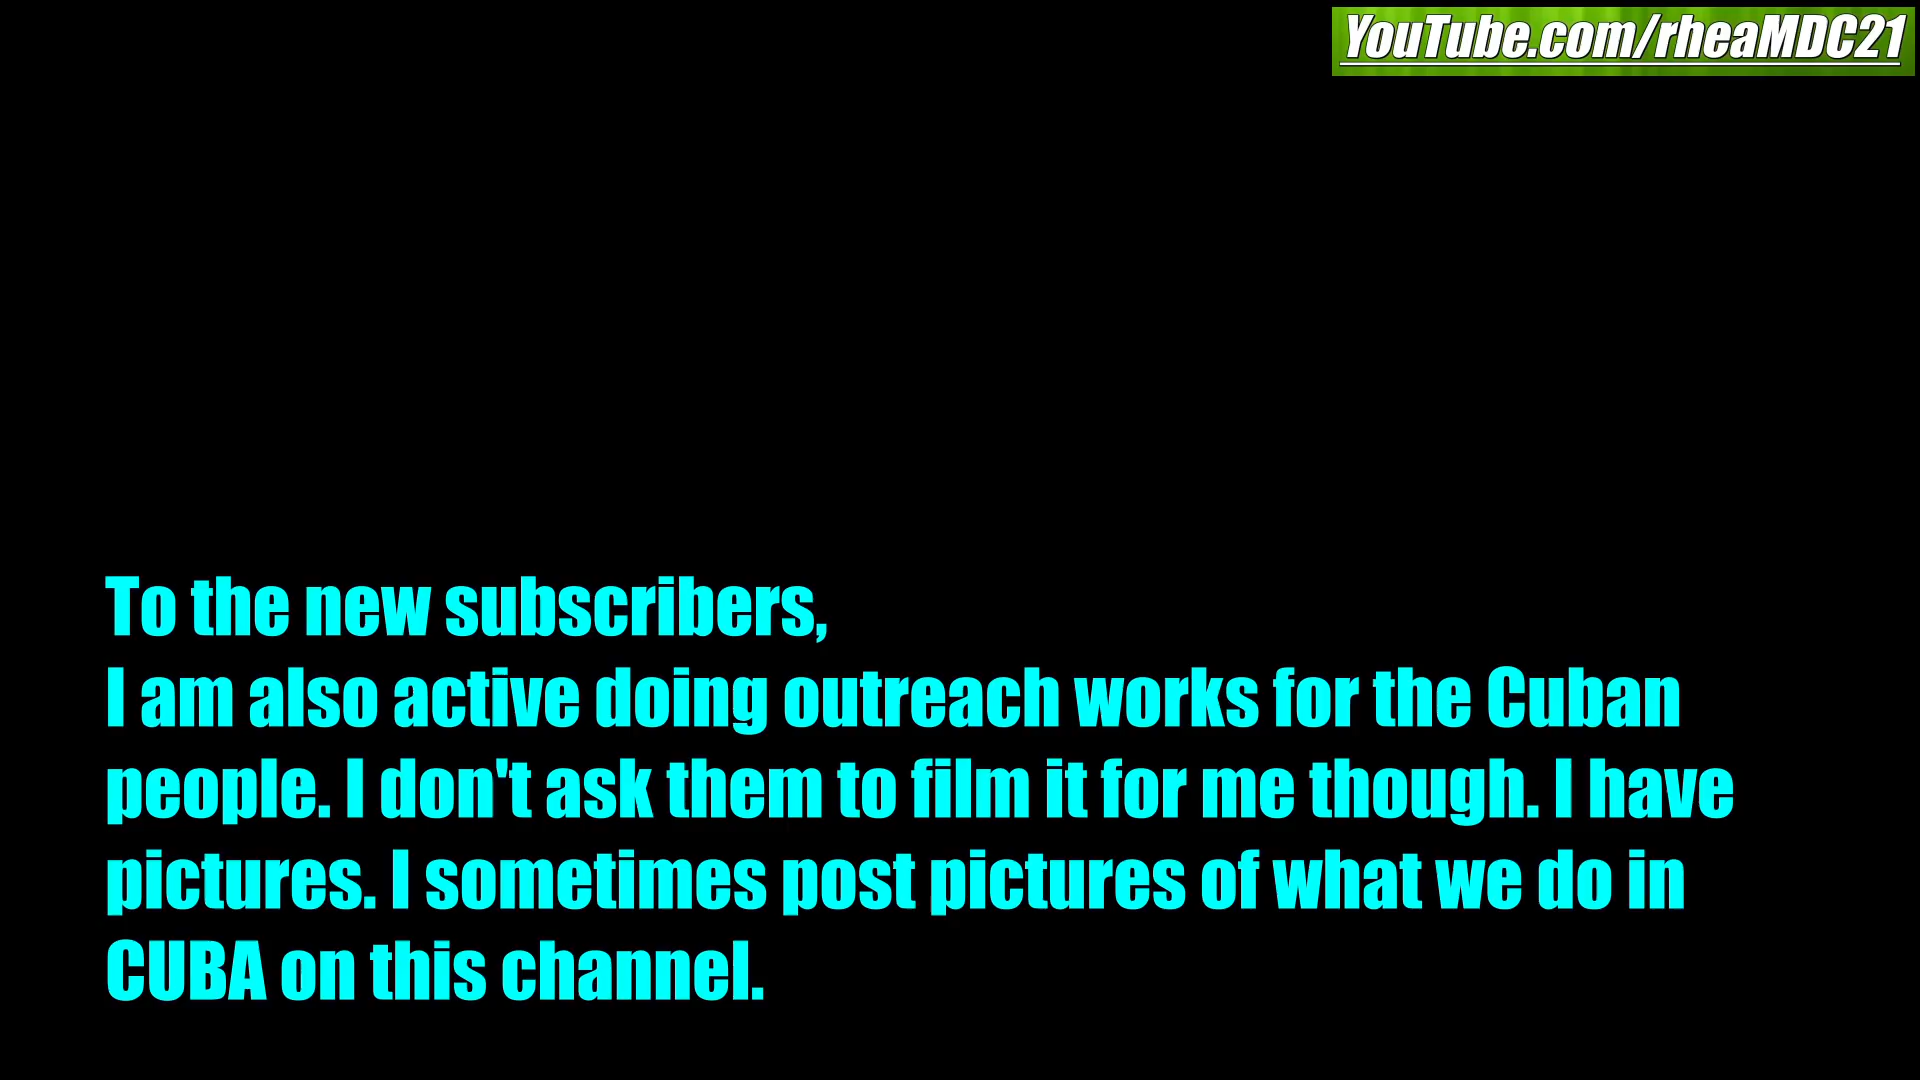 YouTube.com/rheaMDC21
To the new subscribers,
I am also active doing outreach works for the Cuban
people. I don't ask them to film it for me though. I have
pictures. I sometimes post pictures of what we do in
CUBA on this channel.